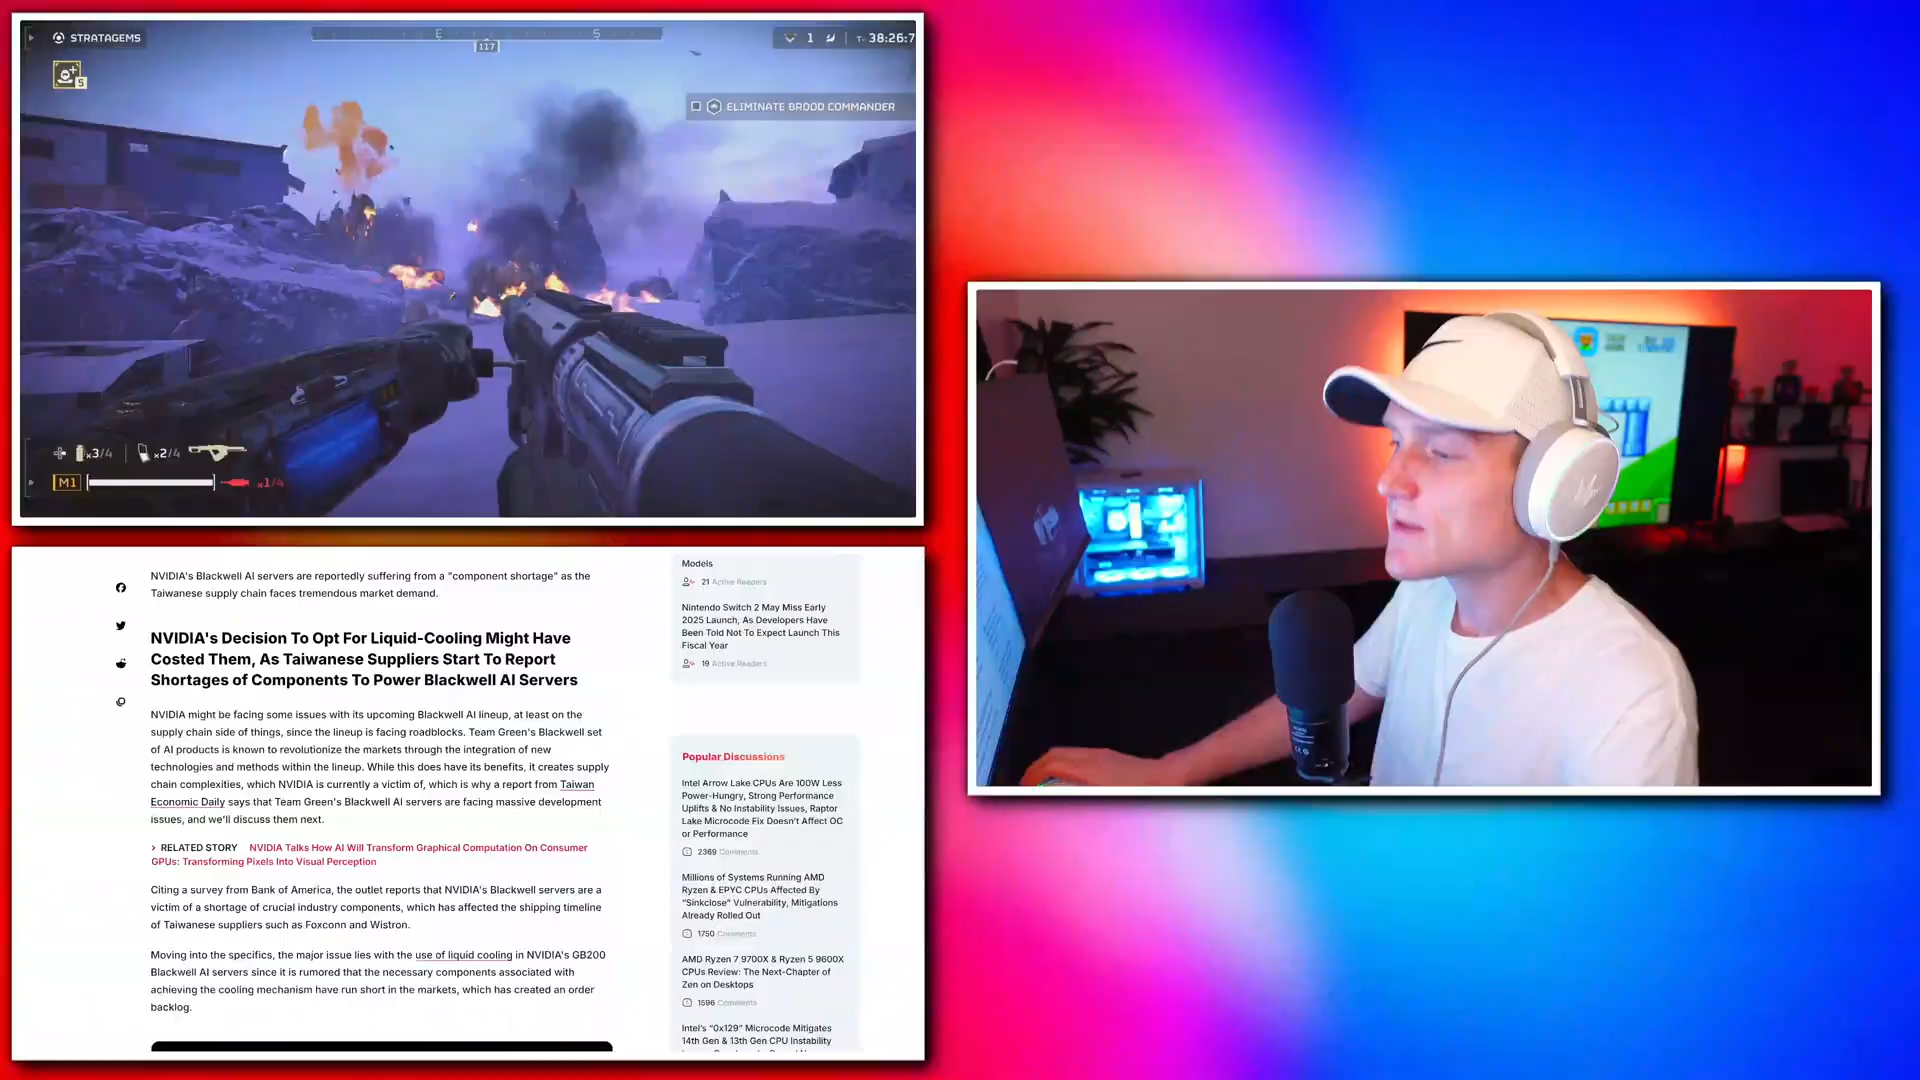 STRATAGEMS
E
S
117
1
T- 38:26:7
5
ELIMINATE BROOD COMMANDER
x3/4
x2/4
M1
x1/4
NVIDIA's Blackwell AI servers are reportedly suffering from a "component shortage" as the
Taiwanese supply chain faces tremendous market demand.
NVIDIA's Decision To Opt For Liquid-Cooling Might Have
Costed Them, As Taiwanese Suppliers Start To Report
Shortages of Components To Power Blackwell AI Servers
NVIDIA might be facing some issues with its upcoming Blackwell AI lineup, at least on the
supply chain side of things, since the lineup is facing roadblocks. Team Green's Blackwell set
of AI products is known to revolutionize the markets through the integration of new
technologies and methods within the lineup. While this does have its benefits, it creates supply
chain complexities, which NVIDIA is currently a victim of, which is why a report from Taiwan
Economic Daily says that Team Green's Blackwell AI servers are facing massive development
issues, and we'll discuss them next.
RELATED STORY NVIDIA Talks How AI Will Transform Graphical Computation On Consumer
GPUs: Transforming Pixels Into Visual Perception
Citing a survey from Bank of America, the outlet reports that NVIDIA's Blackwell servers are a
victim of a shortage of crucial industry components, which has affected the shipping timeline
of Taiwanese suppliers such as Foxconn and Wistron.
Moving into the specifics, the major issue lies with the use of liquid cooling in NVIDIA's GB200
Blackwell AI servers since it is rumored that the necessary components associated with
achieving the cooling mechanism have run short in the markets, which has created an order
backlog.
Models
21 Active Readers
Nintendo Switch 2 May Miss Early
2025 Launch, As Developers Have
Been Told Not To Expect Launch This
Fiscal Year
19 Active Readers
Popular Discussions
Intel Arrow Lake CPUs Are 100W Less
Power-Hungry, Strong Performance
Uplifts & No Instability Issues, Raptor
Lake Microcode Fix Doesn't Affect OC
or Performance
2369 Comments
Millions of Systems Running AMD
Ryzen & EPYC CPUs Affected By
"Sinkclose" Vulnerability, Mitigations
Already Rolled Out
1750 Comments
AMD Ryzen 7 9700X & Ryzen 5 9600X
CPUs Review: The Next-Chapter of
Zen on Desktops
1596 Comments
Intel's "0x129" Microcode Mitigates
14th Gen & 13th Gen CPU Instability